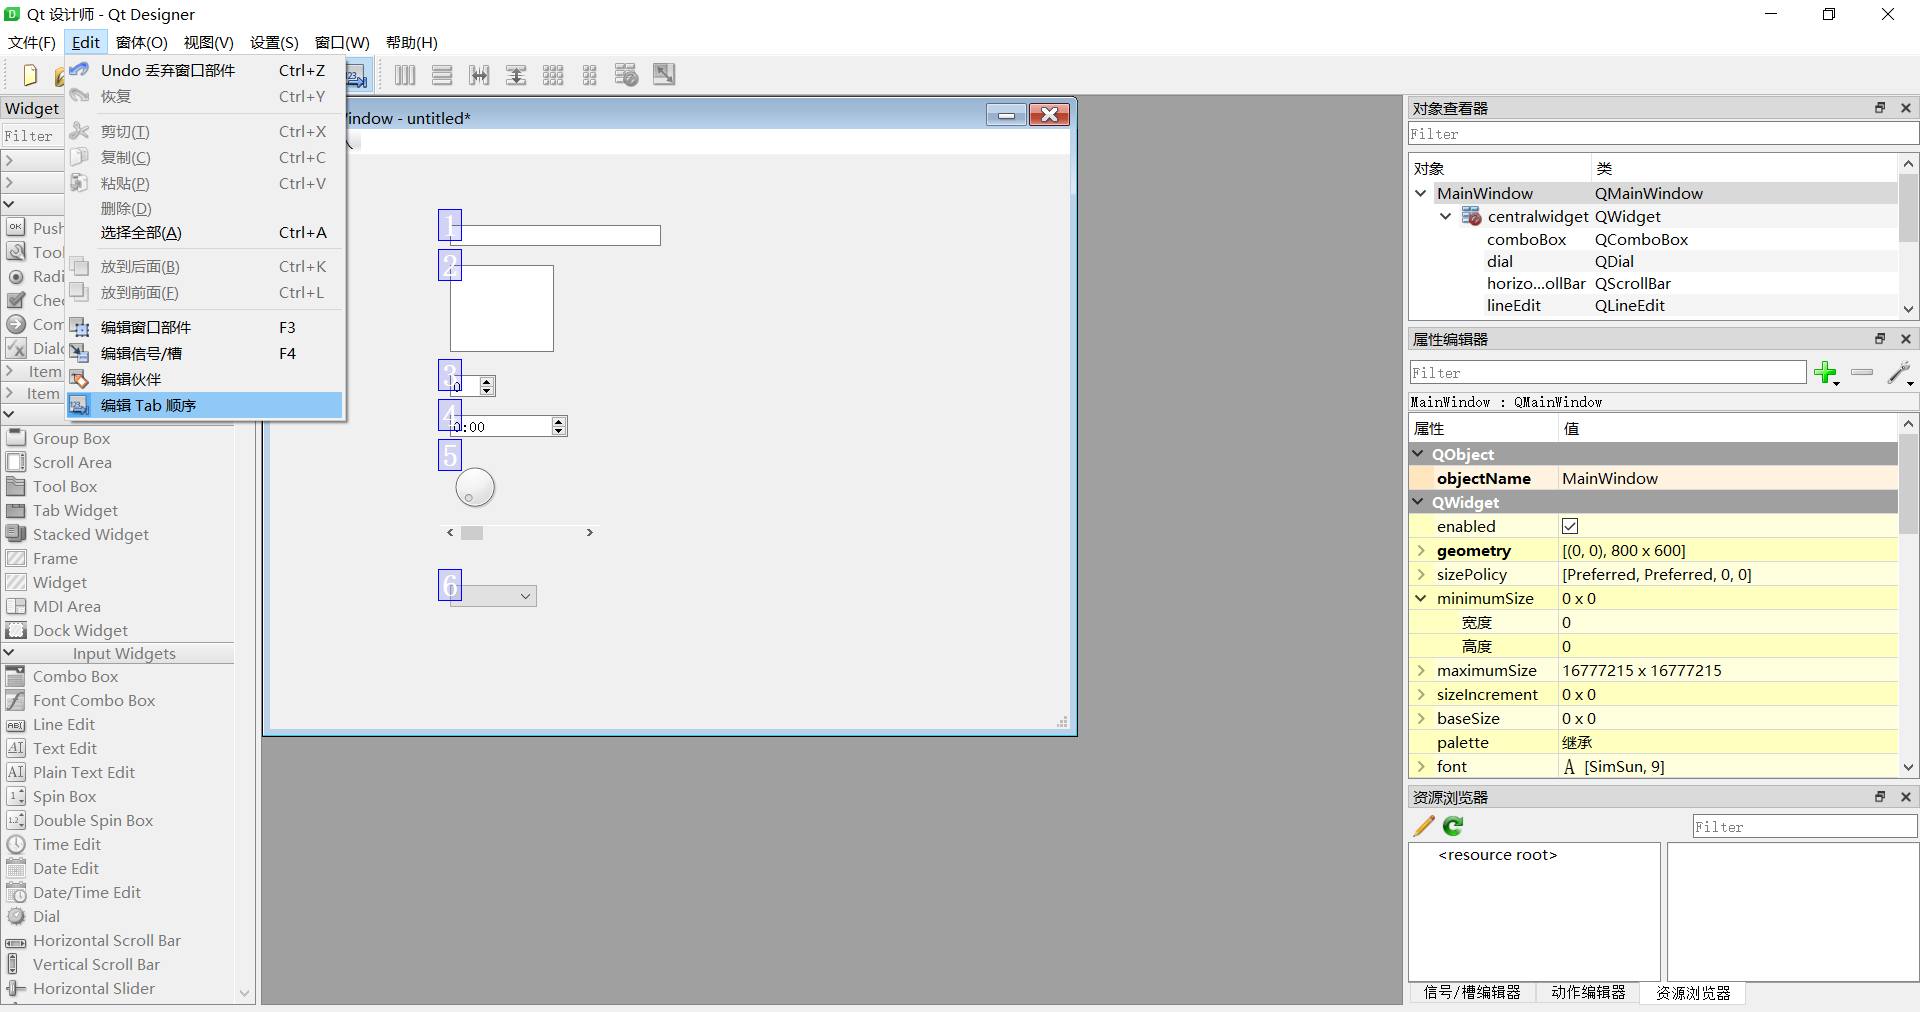 Qt 设计师 - Qt Designer
文件(F) Edit 窗体(O) 视图(V) 设置(S) 窗口(W) 帮助(H)
Undo 丢弃窗口部件 Ctrl+Z
恢复 Ctrl+Y
剪切(T) Ctrl+X
复制(C) Ctrl+C
粘贴(P) Ctrl+V
删除(D)
选择全部(A) Ctrl+A
放到后面(B) Ctrl+K
放到前面(F) Ctrl+L
编辑窗口部件 F3
编辑信号/槽 F4
编辑伙伴
编辑 Tab 顺序
Widget
Filter
Push
Tool
Radi
Chec
Com
Dialo
Item
Item
Group Box
Scroll Area
Tool Box
Tab Widget
Stacked Widget
Frame
Widget
MDI Area
Dock Widget
Input Widgets
Combo Box
Font Combo Box
Line Edit
Text Edit
Plain Text Edit
Spin Box
Double Spin Box
Time Edit
Date Edit
Date/Time Edit
Dial
Horizontal Scroll Bar
Vertical Scroll Bar
Horizontal Slider
indow - untitled*
1
2
3
0
4
0:00
5
6
对象查看器
Filter
对象 类
MainWindow QMainWindow
centralwidget QWidget
comboBox QComboBox
dial QDial
horizo...ollBar QScrollBar
lineEdit QLineEdit
属性编辑器
Filter
MainWindow : QMainWindow
属性 值
QObject
objectName MainWindow
QWidget
enabled
geometry [(0, 0), 800 x 600]
sizePolicy [Preferred, Preferred, 0, 0]
minimumSize 0 x 0
宽度 0
高度 0
maximumSize 16777215 x 16777215
sizeIncrement 0 x 0
baseSize 0 x 0
palette 继承
font A [SimSun, 9]
资源浏览器
Filter
<resource root>
信号/槽编辑器 动作编辑器 资源浏览器